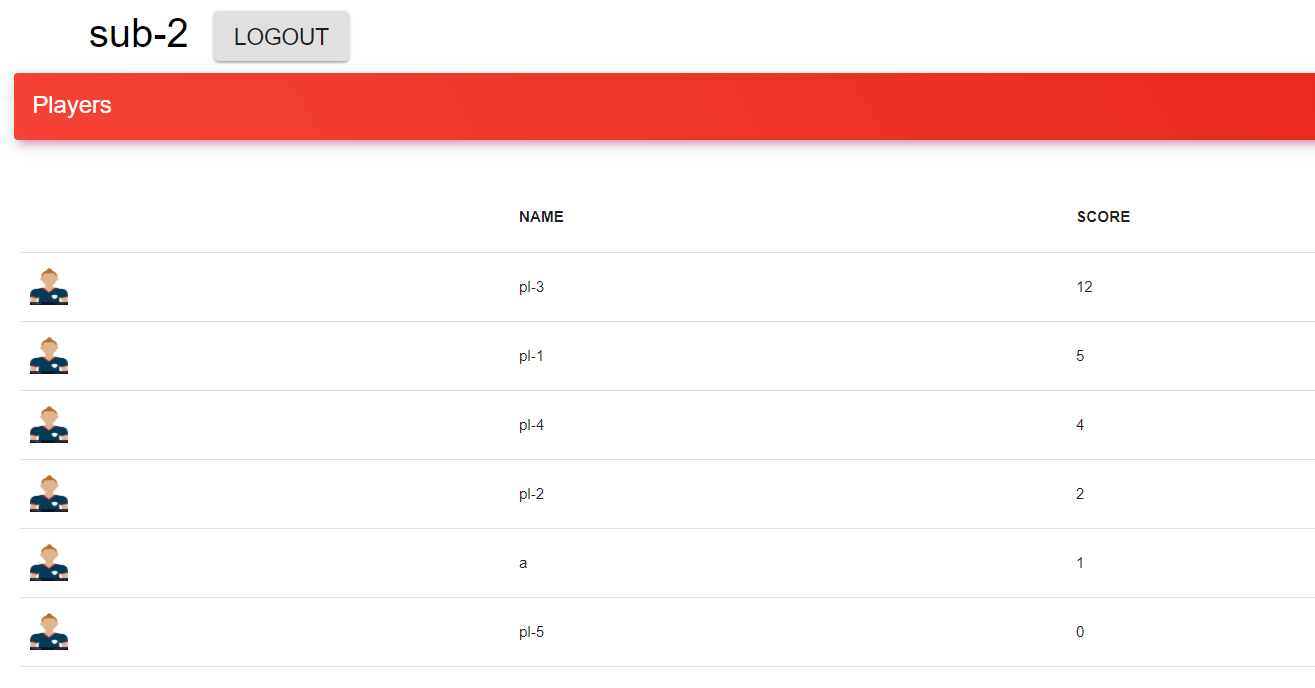 sub-2 LOGOUT
Players
NAME SCORE
pl-3 12
pl-1 5
pl-4 4
pl-2 2
a 1
pl-5 0